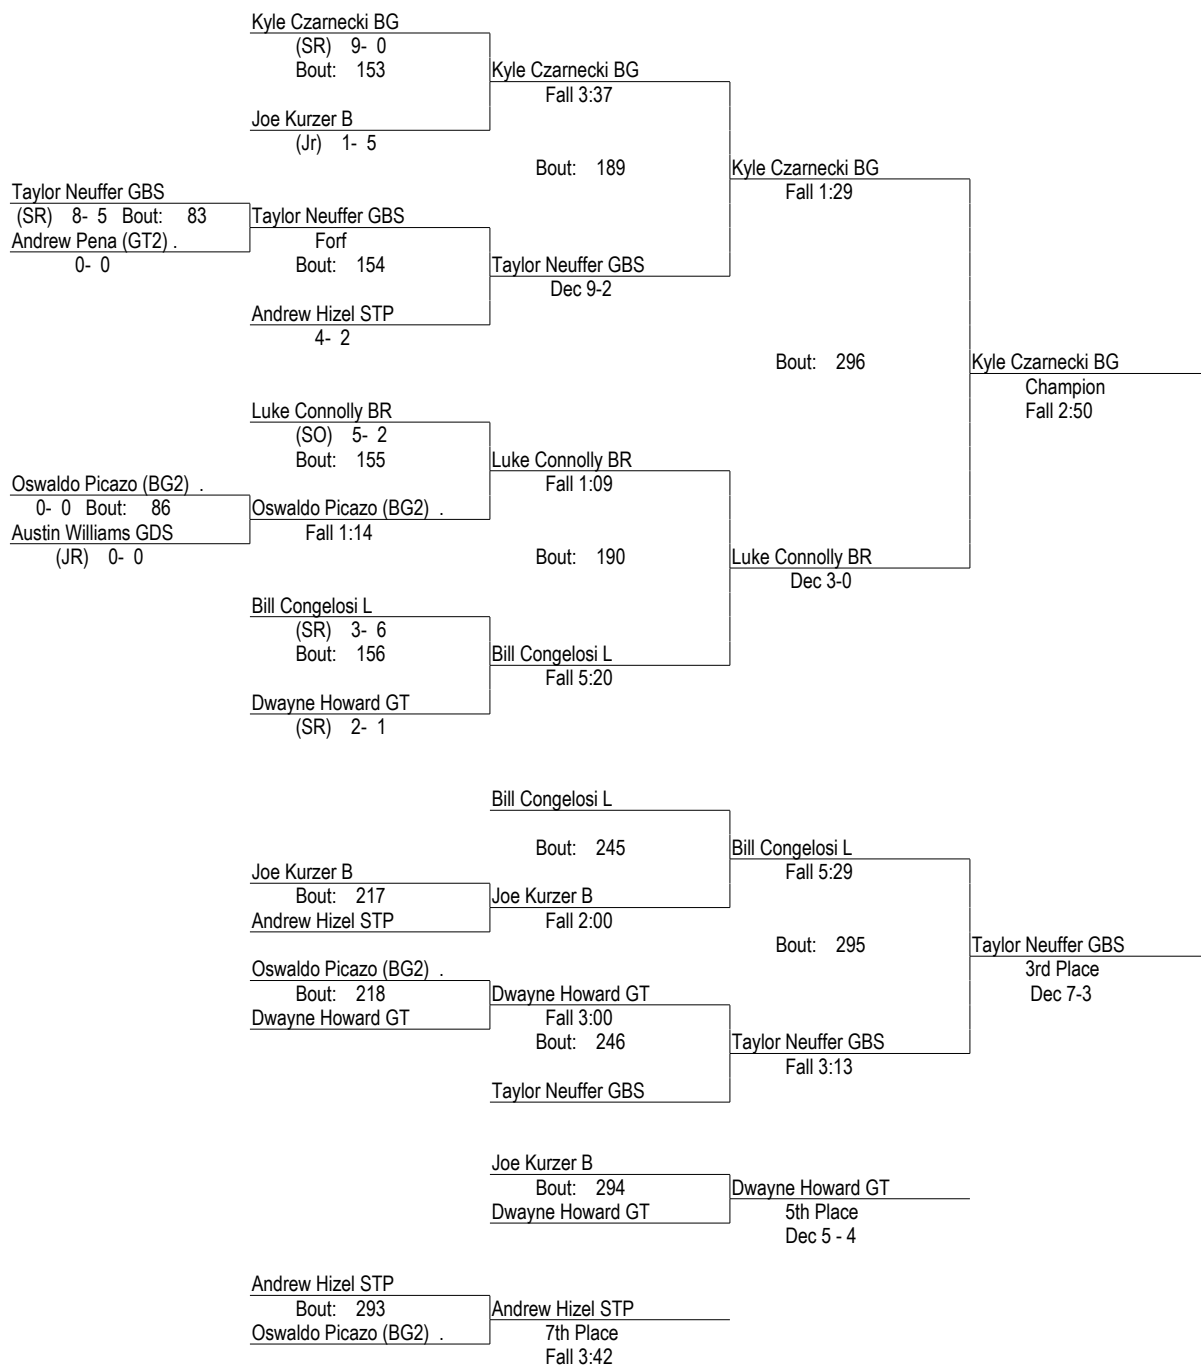 Kyle Czarnecki BG
(SR) 9- 0
Bout: 153
Kyle Czarnecki BG
Fall 3:37
Joe Kurzer B
(Jr) 1- 5
Bout: 189
Kyle Czarnecki BG
Fall 1:29
Taylor Neuffer GBS
(SR) 8- 5 Bout: 83
Andrew Pena (GT2) .
0- 0
Taylor Neuffer GBS
Forf
Bout: 154
Taylor Neuffer GBS
Dec 9-2
Andrew Hizel STP
4- 2
Bout: 296
Kyle Czarnecki BG
Champion
Fall 2:50
Luke Connolly BR
(SO) 5- 2
Bout: 155
Luke Connolly BR
Fall 1:09
Oswaldo Picazo (BG2) .
0- 0 Bout: 86
Austin Williams GDS
(JR) 0- 0
Oswaldo Picazo (BG2) .
Fall 1:14
Bout: 190
Luke Connolly BR
Dec 3-0
Bill Congelosi L
(SR) 3- 6
Bout: 156
Bill Congelosi L
Fall 5:20
Dwayne Howard GT
(SR) 2- 1
Bill Congelosi L
Bout: 245
Bill Congelosi L
Fall 5:29
Joe Kurzer B
Bout: 217
Andrew Hizel STP
Joe Kurzer B
Fall 2:00
Bout: 295
Taylor Neuffer GBS
3rd Place
Dec 7-3
Oswaldo Picazo (BG2) .
Bout: 218
Dwayne Howard GT
Dwayne Howard GT
Fall 3:00
Bout: 246
Taylor Neuffer GBS
Fall 3:13
Taylor Neuffer GBS
Joe Kurzer B
Bout: 294
Dwayne Howard GT
Dwayne Howard GT
5th Place
Dec 5 - 4
Andrew Hizel STP
Bout: 293
Oswaldo Picazo (BG2) .
Andrew Hizel STP
7th Place
Fall 3:42